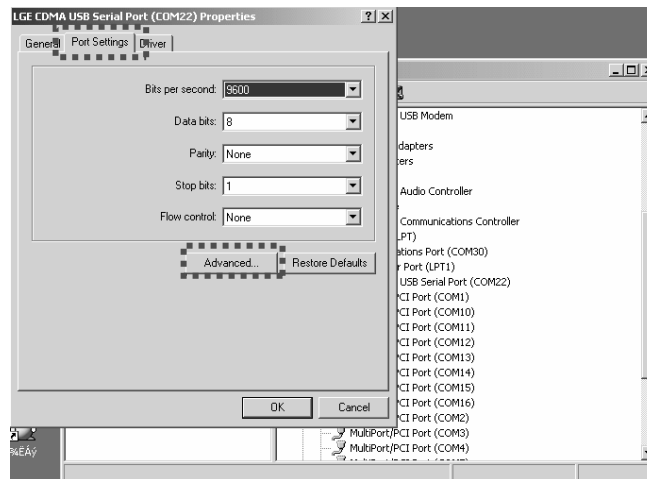 LGE CDMA USB Serial Port (COM22) Properties
General Port Settings Driver
Bits per second: 9600
Data bits: 8
Parity: None
Stop bits: 1
Flow control: None
Advanced... Restore Defaults
OK Cancel
USB Modem
dapters
ters
Audio Controller
Communications Controller
LPT)
ations Port (COM30)
r Port (LPT1)
USB Serial Port (COM22)
PCI Port (COM1)
PCI Port (COM10)
PCI Port (COM11)
PCI Port (COM12)
PCI Port (COM13)
PCI Port (COM14)
PCI Port (COM15)
PCI Port (COM16)
PCI Port (COM2)
MultiPort/PCI Port (COM3)
MultiPort/PCI Port (COM4)